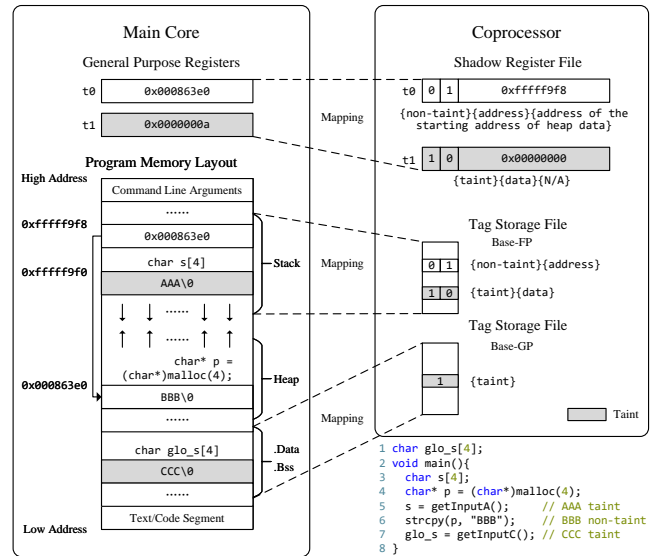 Main Core
General Purpose Registers
t0 0x000863e0
t1 0x0000000a
Program Memory Layout
High Address
Command Line Arguments
......
0xfffff9f8
0x000863e0
char s[4]
0xfffff9f0
AAA\0
......
......
Stack
char* p =
(char*)malloc(4);
Heap
0x000863e0
BBB\0
......
char glo_s[4]
.Data
.Bss
CCC\0
......
Low Address
Text/Code Segment
Mapping
Mapping
Mapping
Coprocessor
Shadow Register File
t0 0 1 0xfffff9f8
{non-taint}{address}{address of the
starting address of heap data}
t1 1 0 0x00000000
{taint}{data}{N/A}
Tag Storage File
Base-FP
0 1 {non-taint}{address}
1 0 {taint}{data}
Tag Storage File
Base-GP
1 {taint}
Taint
1 char glo_s[4];
2 void main(){
3 char s[4];
4 char* p = (char*)malloc(4);
5 s = getInputA(); // AAA taint
6 strcpy(p, "BBB"); // BBB non-taint
7 glo_s = getInputC(); // CCC taint
8 }